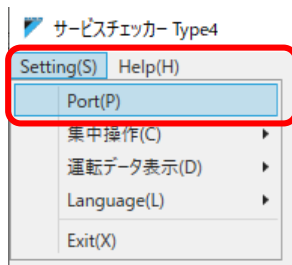 サービスチェッカー Type4
Setting(S) Help(H)
Port(P)
集中操作(C)
運転データ表示(D)
Language(L)
Exit(X)